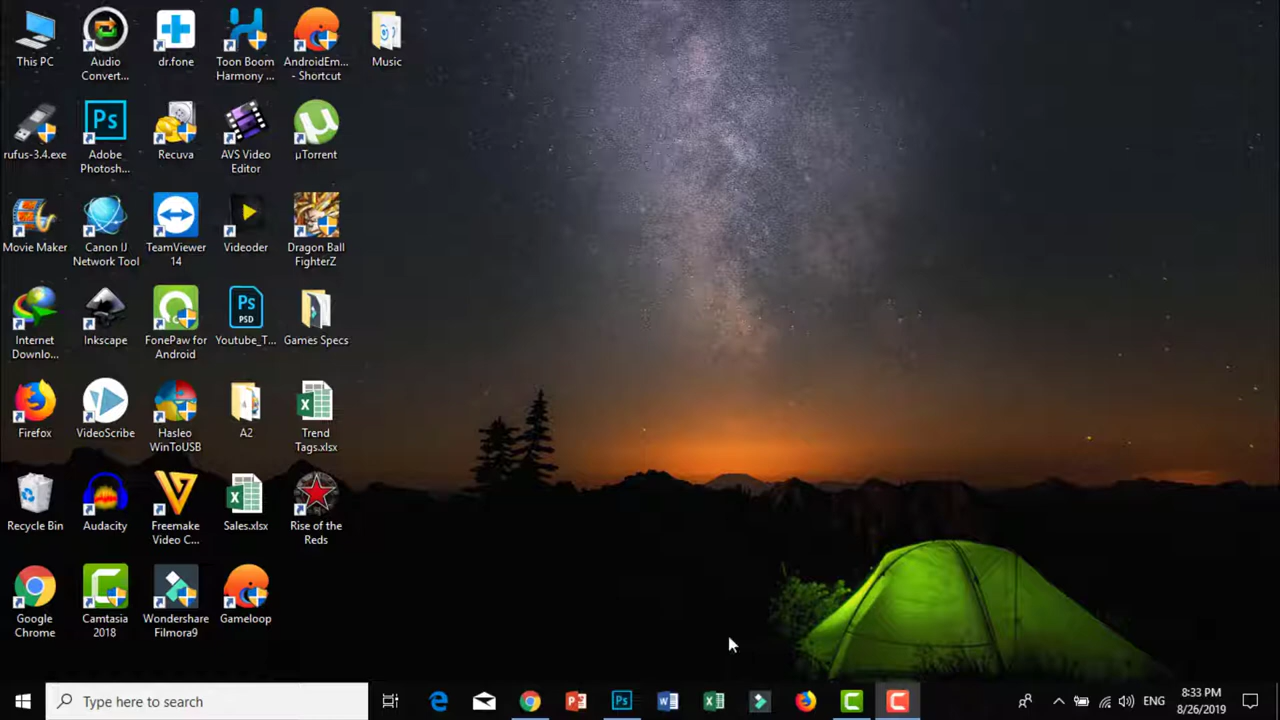 This PC
Audio
Convert...
dr.fone
Toon Boom
Harmony ...
AndroidEm...
- Shortcut
Music
rufus-3.4.exe
Ps
Adobe
Photosh...
Recuva
AVS Video
Editor
µ
µTorrent
Movie Maker
Canon IJ
Network Tool
TeamViewer
14
Videoder
Dragon Ball
FighterZ
Internet
Downlo...
Inkscape
FonePaw for
Android
Ps
PSD
Youtube_T...
Games Specs
Firefox
VideoScribe
Hasleo
WinToUSB
A2
Trend
Tags.xlsx
Recycle Bin
Audacity
Freemake
Video C...
Sales.xlsx
Rise of the
Reds
Google
Chrome
Camtasia
2018
Wondershare
Filmora9
Gameloop
Type here to search
Ps
ENG
8:33 PM
8/26/2019